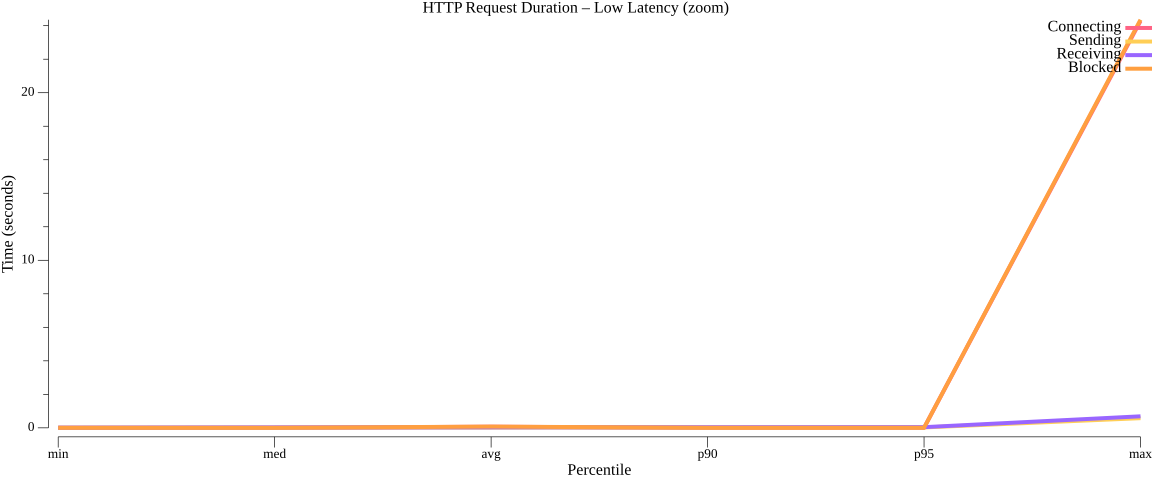 HTTP Request Duration – Low Latency (zoom)
Connecting
Sending
Receiving
Blocked
20
10
0
Time (seconds)
min med avg p90 p95 max
Percentile